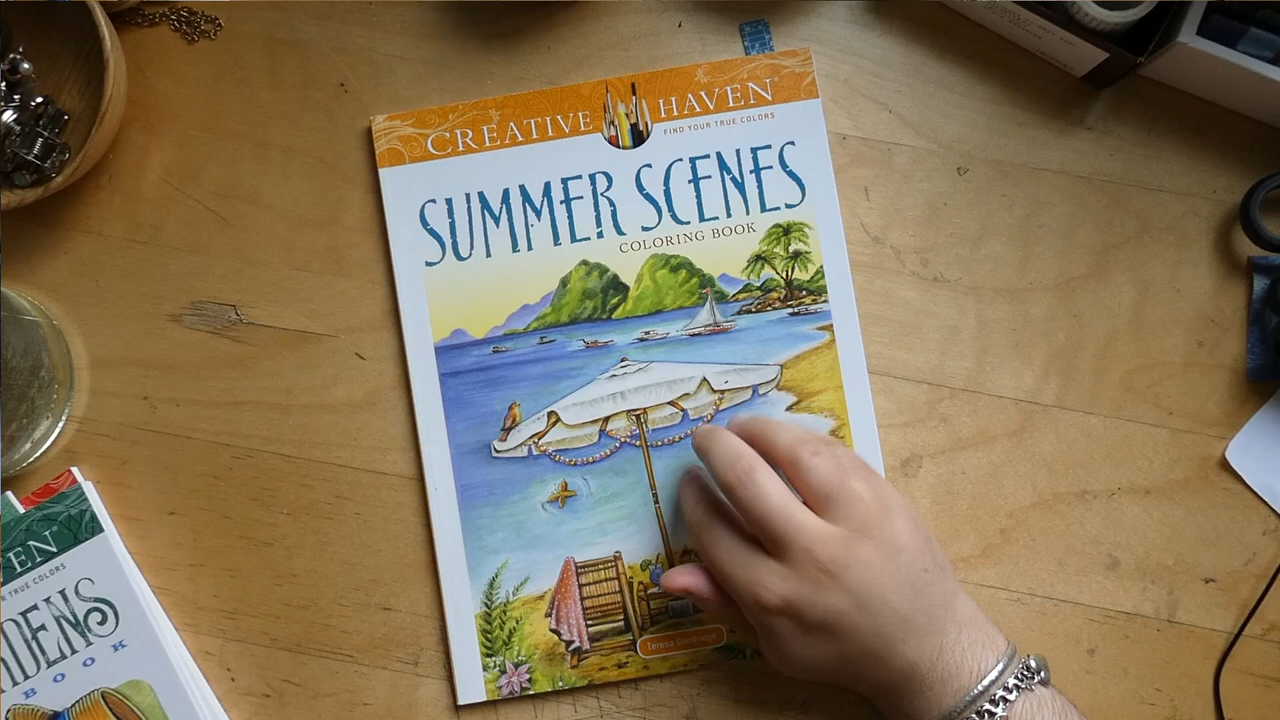 CREATIVE HAVEN
FIND YOUR TRUE COLORS
SUMMER SCENES
COLORING BOOK
Teresa Goodridge
EN
R TRUE COLORS
DENS
BOOK